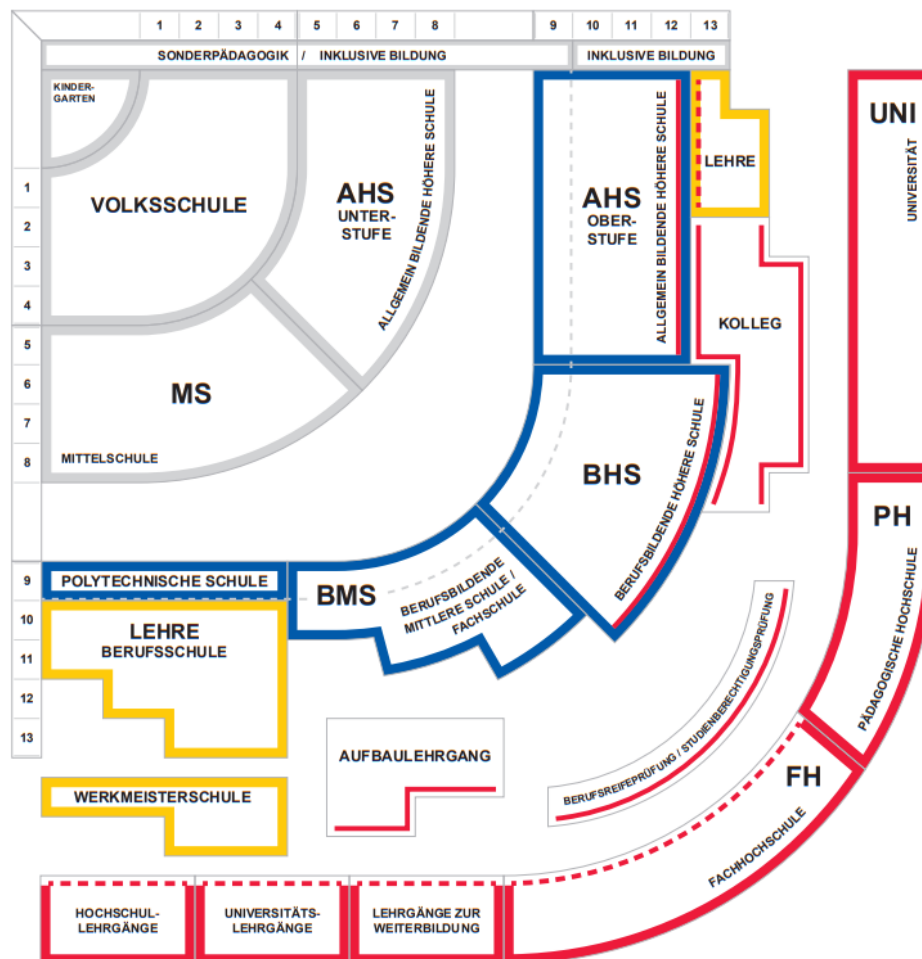 1 2 3 4 5 6 7 8 9 10 11 12 13
SONDERPÄDAGOGIK / INKLUSIVE BILDUNG
INKLUSIVE BILDUNG
KINDER-
GARTEN
1
2
3
4
5
6
7
8
9
10
11
12
13
VOLKSSCHULE
AHS
UNTER-
STUFE
ALLGEMEIN BILDENDE HÖHERE SCHULE
MS
MITTELSCHULE
AHS
OBER-
STUFE
ALLGEMEIN BILDENDE HÖHERE SCHULE
LEHRE
KOLLEG
UNI
UNIVERSITÄT
BHS
BERUFSBILDENDE HÖHERE SCHULE
PH
PÄDAGOGISCHE HOCHSCHULE
POLYTECHNISCHE SCHULE
BMS
BERUFSBILDENDE
MITTLERE SCHULE /
FACHSCHULE
LEHRE
BERUFSSCHULE
AUFBAULEHRGANG
BERUFSREIFEPRÜFUNG / STUDIENBERECHTIGUNGSPRÜFUNG
WERKMEISTERSCHULE
FH
FACHHOCHSCHULE
HOCHSCHUL-
LEHRGÄNGE
UNIVERSITÄTS-
LEHRGÄNGE
LEHRGÄNGE ZUR
WEITERBILDUNG